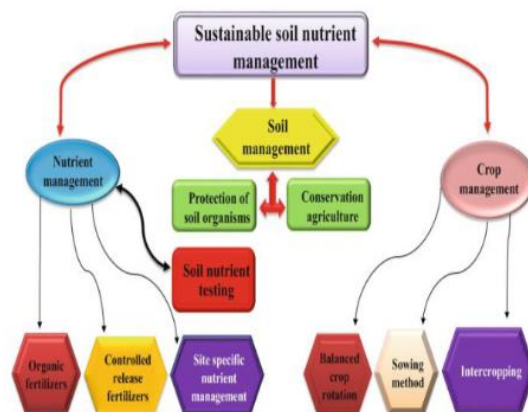 Sustainable soil nutrient
management
Soil
management
Nutrient
management
Crop
management
Protection of
soil organisms
Conservation
agriculture
Soil nutrient
testing
Organic
fertilizers
Controlled
release
fertilizers
Site specific
nutrient
management
Balanced
crop
rotation
Sowing
method
Intercropping